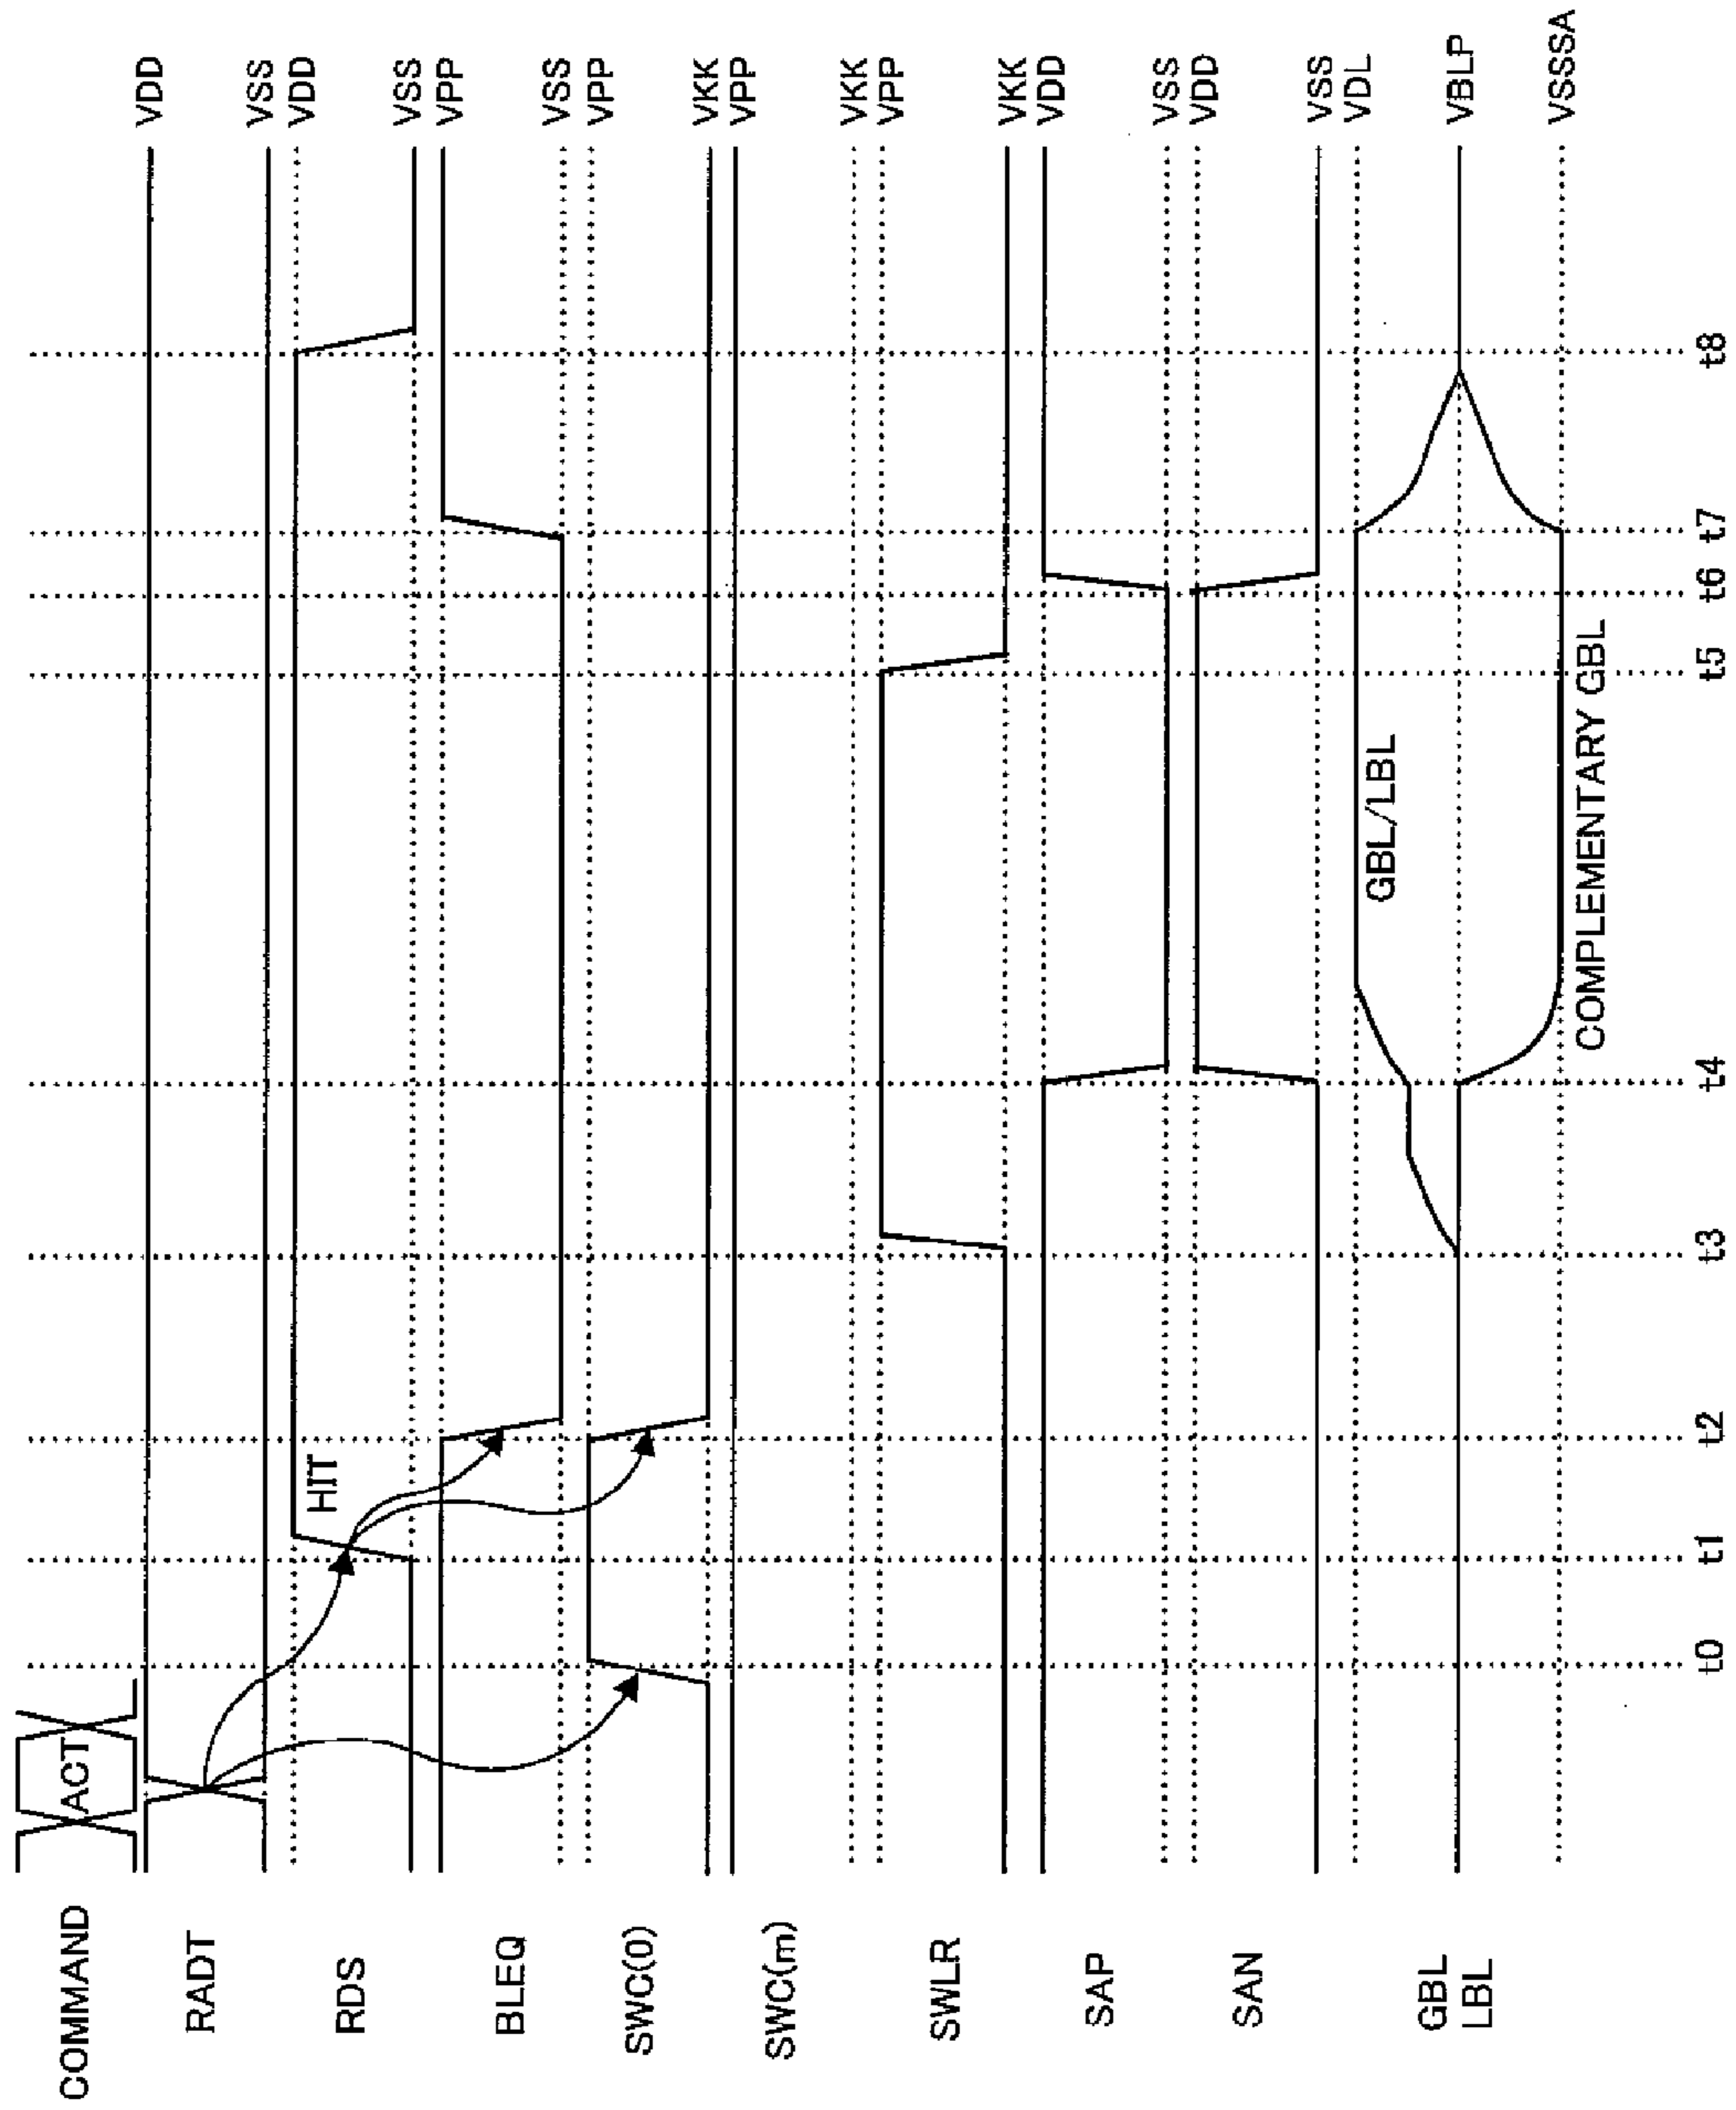 COMMAND
ACT
RADT
VDD
VSS
RDS
HIT
VDD
VSS
BLEQ
VPP
VSS
SWC(0)
VPP
VKK
SWC(m)
VPP
VKK
SWLR
VPP
VKK
SAP
VDD
VSS
SAN
VDD
VSS
GBL
LBL
GBL/LBL
COMPLEMENTARY GBL
VDL
VBLP
VSSSA
t0
t1
t2
t3
t4
t5
t6
t7
t8